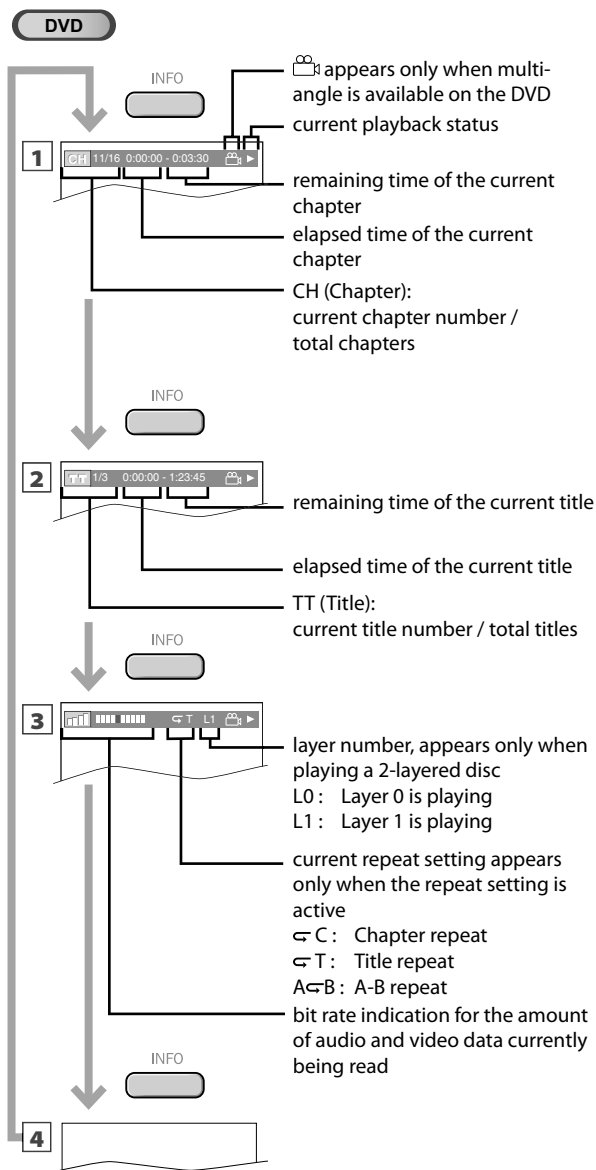 DVD
INFO
appears only when multi-
angle is available on the DVD
current playback status
1
CH 11/16 0:00:00 - 0:03:30
remaining time of the current
chapter
elapsed time of the current
chapter
CH (Chapter):
current chapter number /
total chapters
INFO
2
TT 1/3 0:00:00 - 1:23:45
remaining time of the current title
elapsed time of the current title
TT (Title):
current title number / total titles
INFO
3
T L1
layer number, appears only when
playing a 2-layered disc
L0 : Layer 0 is playing
L1 : Layer 1 is playing
current repeat setting appears
only when the repeat setting is
active
C : Chapter repeat
T : Title repeat
A B : A-B repeat
bit rate indication for the amount
of audio and video data currently
being read
INFO
4